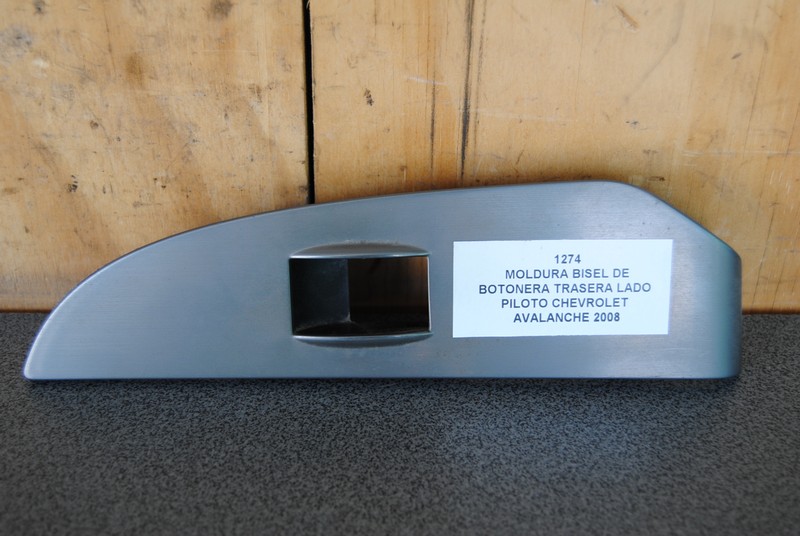 1274
MOLDURA BISEL DE
BOTONERA TRASERA LADO
PILOTO CHEVROLET
AVALANCHE 2008